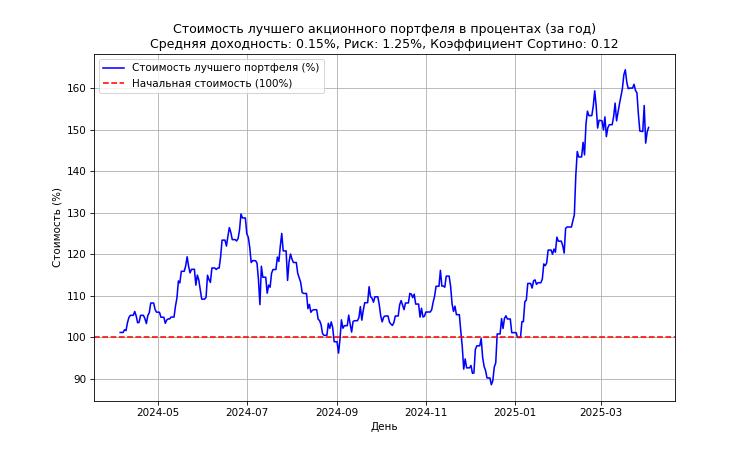 Стоимость лучшего акционного портфеля в процентах (за год)
Средняя доходность: 0.15%, Риск: 1.25%, Коэффициент Сортино: 0.12
Стоимость лучшего портфеля (%)
Начальная стоимость (100%)
Стоимость (%)
160
150
140
130
120
110
100
90
2024-05
2024-07
2024-09
2024-11
2025-01
2025-03
День